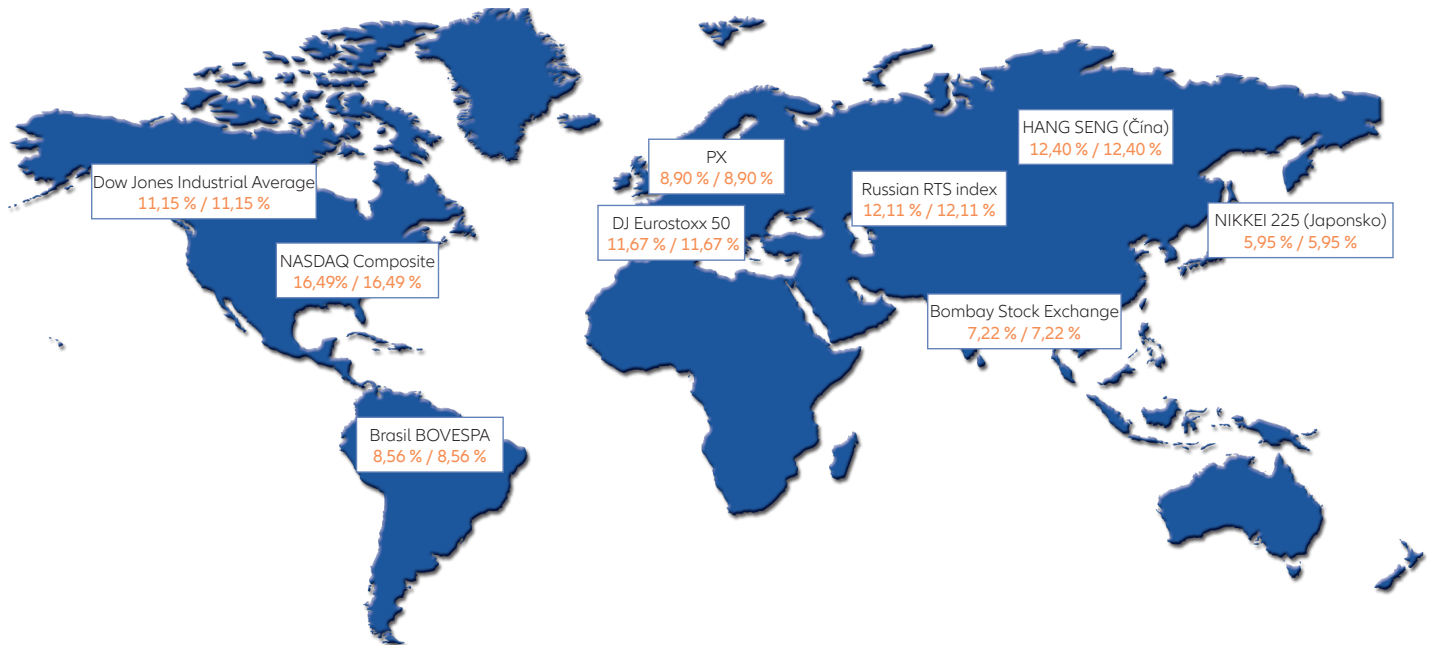 HANG SENG (Čína)
12,40 % / 12,40 %
PX
8,90 % / 8,90 %
Dow Jones Industrial Average
11,15 % / 11,15 %
Russian RTS index
12,11 % / 12,11 %
DJ Eurostoxx 50
11,67 % / 11,67 %
NIKKEI 225 (Japonsko)
5,95 % / 5,95 %
NASDAQ Composite
16,49% / 16,49 %
Bombay Stock Exchange
7,22 % / 7,22 %
Brasil BOVESPA
8,56 % / 8,56 %